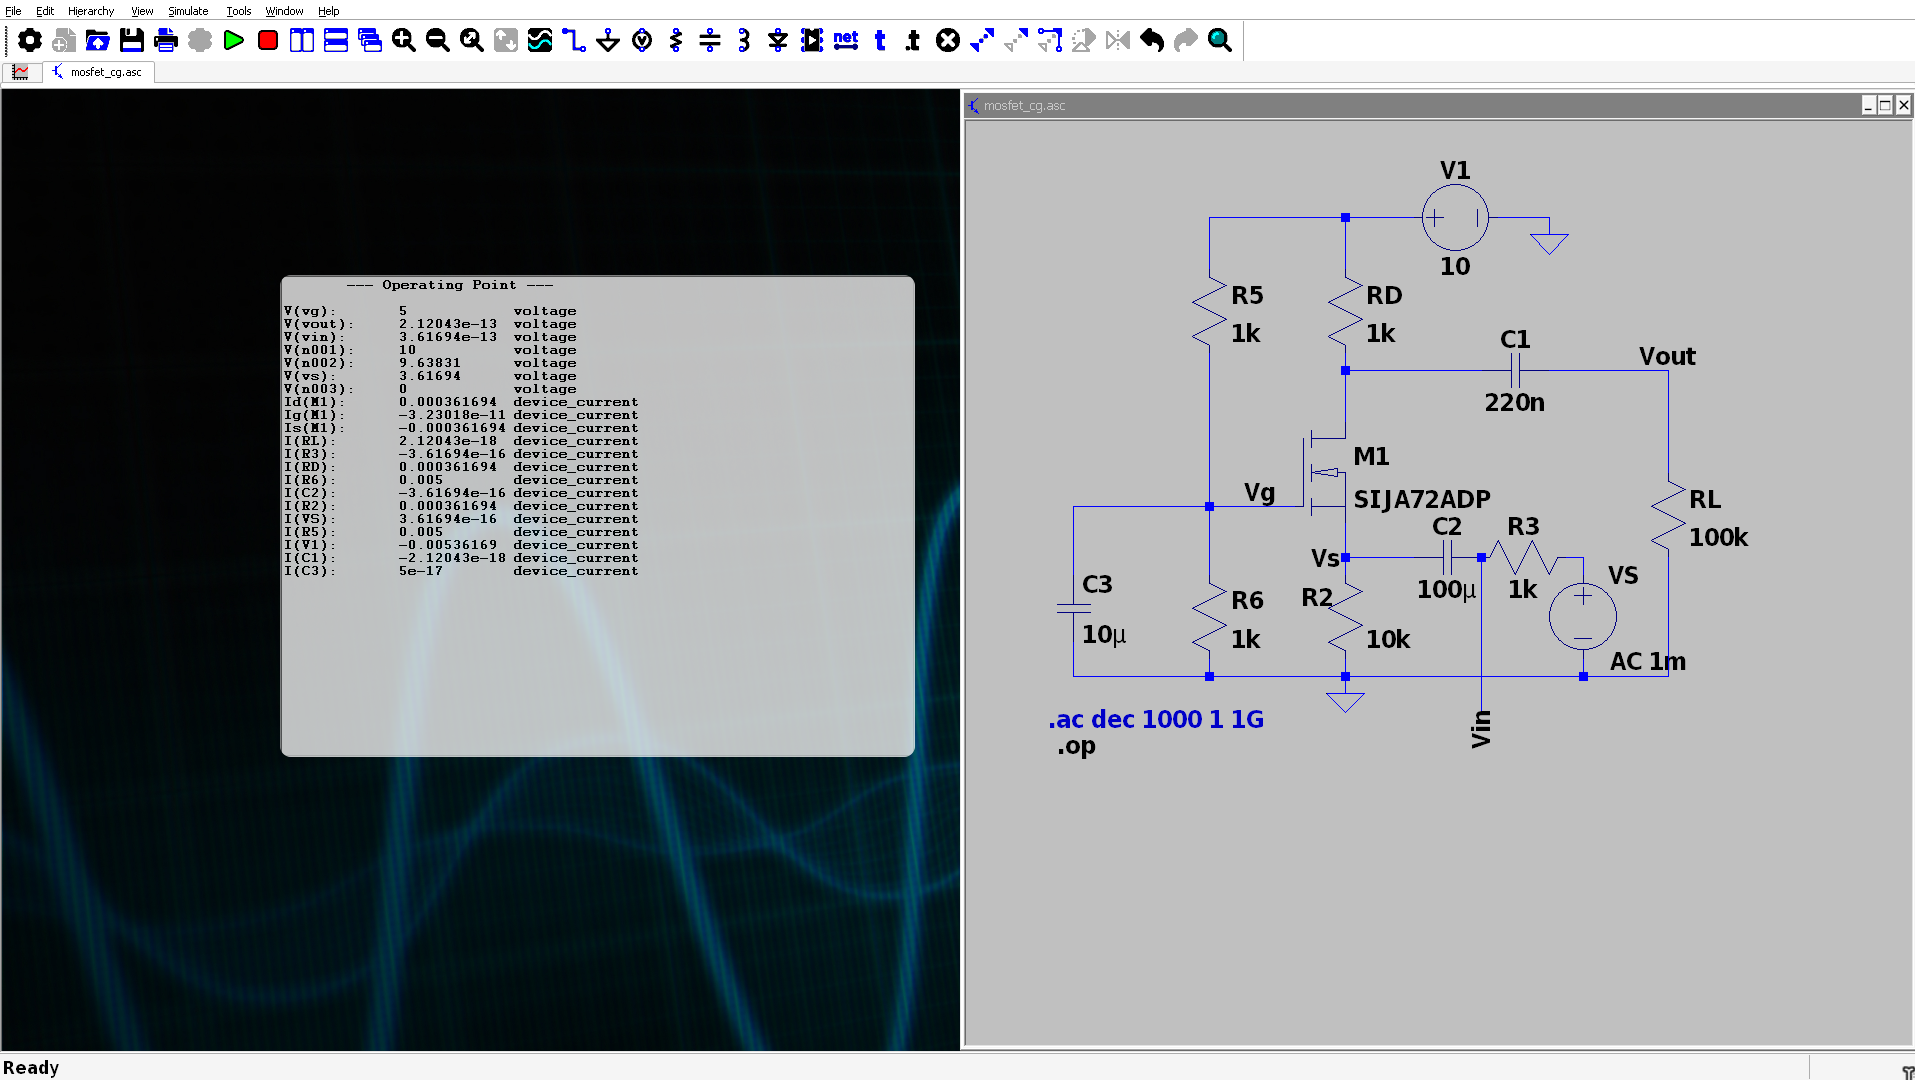 File Edit Hierarchy View Simulate Tools Window Help
net t .t
mosfet_cg.asc
mosfet_cg.asc
--- Operating Point ---
V(vg): 5 voltage
V(vout): 2.12043e-13 voltage
V(vin): 3.61694e-13 voltage
V(n001): 10 voltage
V(n002): 9.63831 voltage
V(vs): 3.61694 voltage
V(n003): 0 voltage
Id(M1): 0.000361694 device_current
Ig(M1): -3.23018e-11 device_current
Is(M1): -0.000361694 device_current
I(RL): 2.12043e-18 device_current
I(R3): -3.61694e-16 device_current
I(RD): 0.000361694 device_current
I(R6): 0.005 device_current
I(C2): -3.61694e-16 device_current
I(R2): 0.000361694 device_current
I(VS): 3.61694e-16 device_current
I(R5): 0.005 device_current
I(V1): -0.00536169 device_current
I(C1): -2.12043e-18 device_current
I(C3): 5e-17 device_current
V1
10
R5
1k
RD
1k
C1
220n
Vout
M1
SIJA72ADP
Vg
RL
100k
C2
100µ
R3
1k
Vs
VS
AC 1m
C3
10µ
R6
1k
R2
10k
Vin
.ac dec 1000 1 1G
.op
Ready